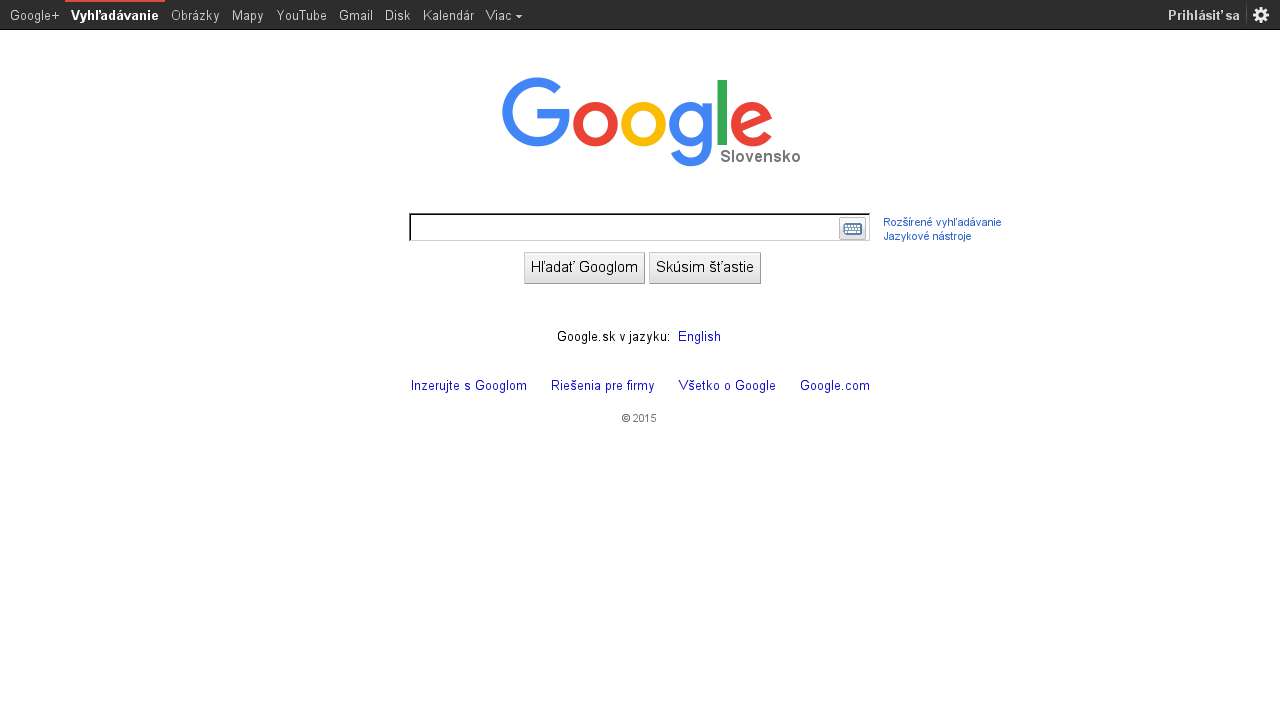 Google+ Vyhľadávanie Obrázky Mapy YouTube Gmail Disk Kalendár Viac Prihlásiť sa
Google
Slovensko
Rozšírené vyhľadávanie
Jazykové nástroje
Hľadať Googlom Skúsim šťastie
Google.sk v jazyku: English
Inzerujte s Googlom Riešenia pre firmy Všetko o Google Google.com
© 2015